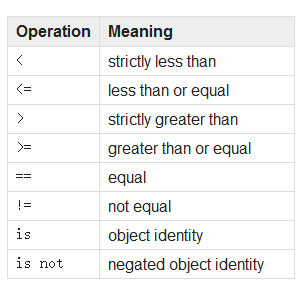 Operation Meaning
< strictly less than
<= less than or equal
> strictly greater than
>= greater than or equal
== equal
!= not equal
is object identity
is not negated object identity